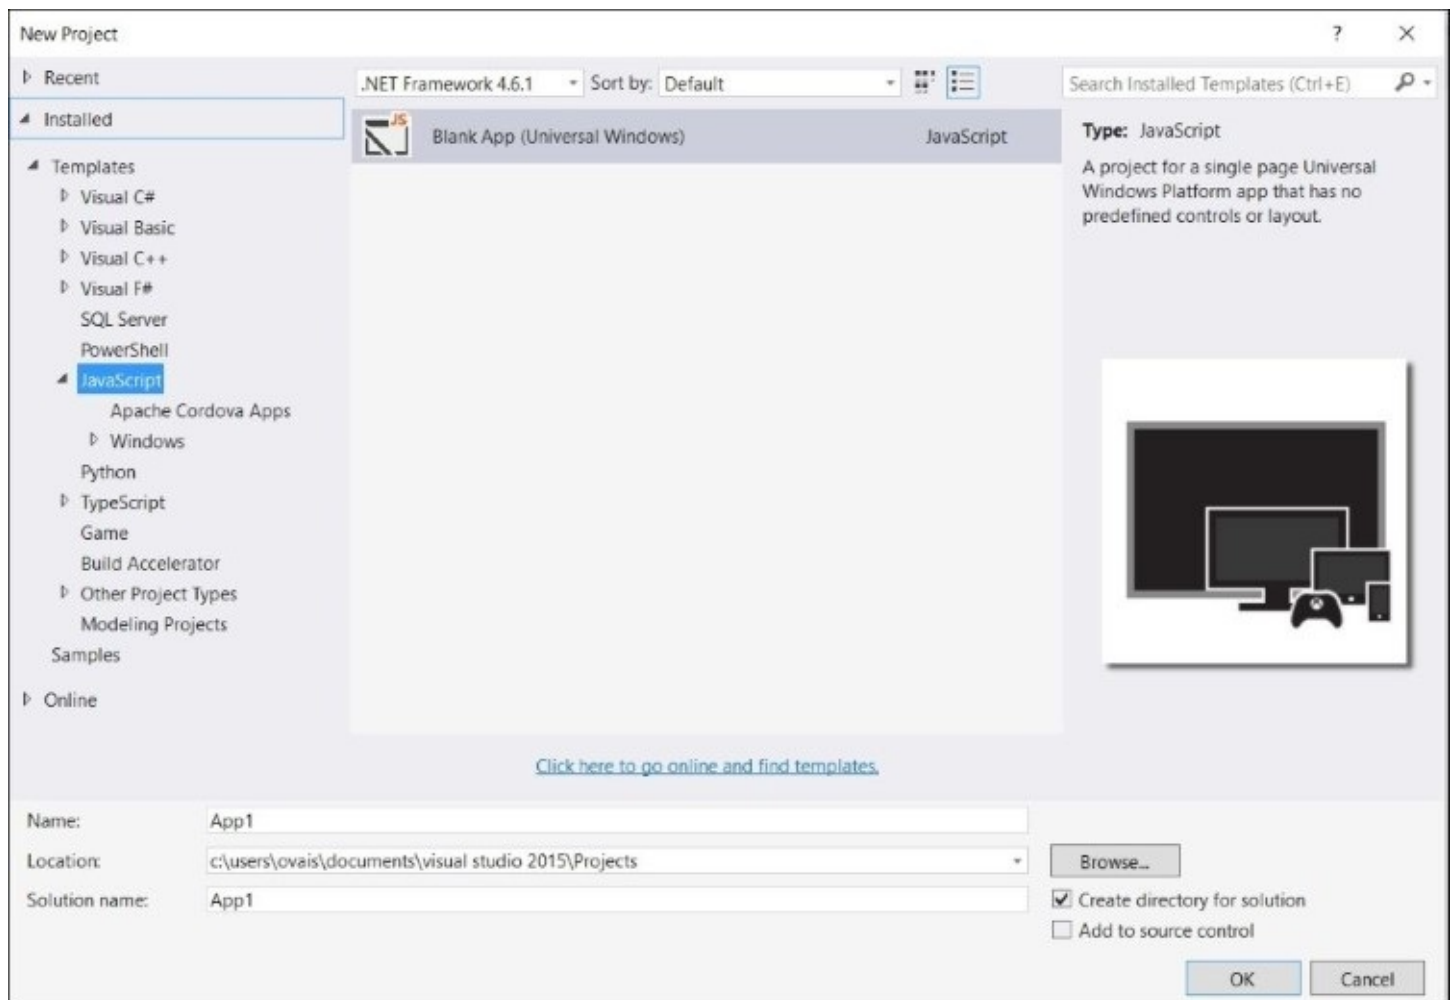 New Project
?
Recent
.NET Framework 4.6.1 Sort by: Default
Search Installed Templates (Ctrl+E)
Installed
Templates
Visual C#
Visual Basic
Visual C++
Visual F#
SQL Server
PowerShell
JavaScript
Apache Cordova Apps
Windows
Python
TypeScript
Game
Build Accelerator
Other Project Types
Modeling Projects
Samples
Online
JS
Blank App (Universal Windows) JavaScript
Type: JavaScript
A project for a single page Universal
Windows Platform app that has no
predefined controls or layout.
Click here to go online and find templates.
Name: App1
Location: c:\users\ovais\documents\visual studio 2015\Projects
Browse...
Solution name: App1
Create directory for solution
Add to source control
OK Cancel